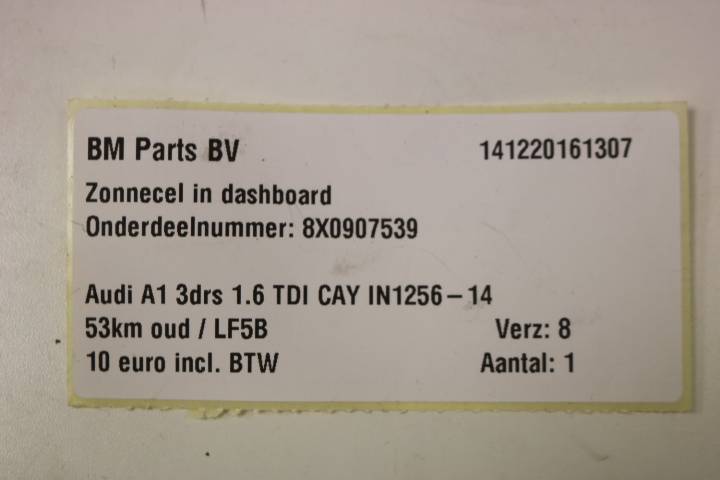 BM Parts BV 141220161307
Zonnecel in dashboard
Onderdeelnummer: 8X0907539
Audi A1 3drs 1.6 TDI CAY IN1256-14
53km oud / LF5B Verz: 8
10 euro incl. BTW Aantal: 1